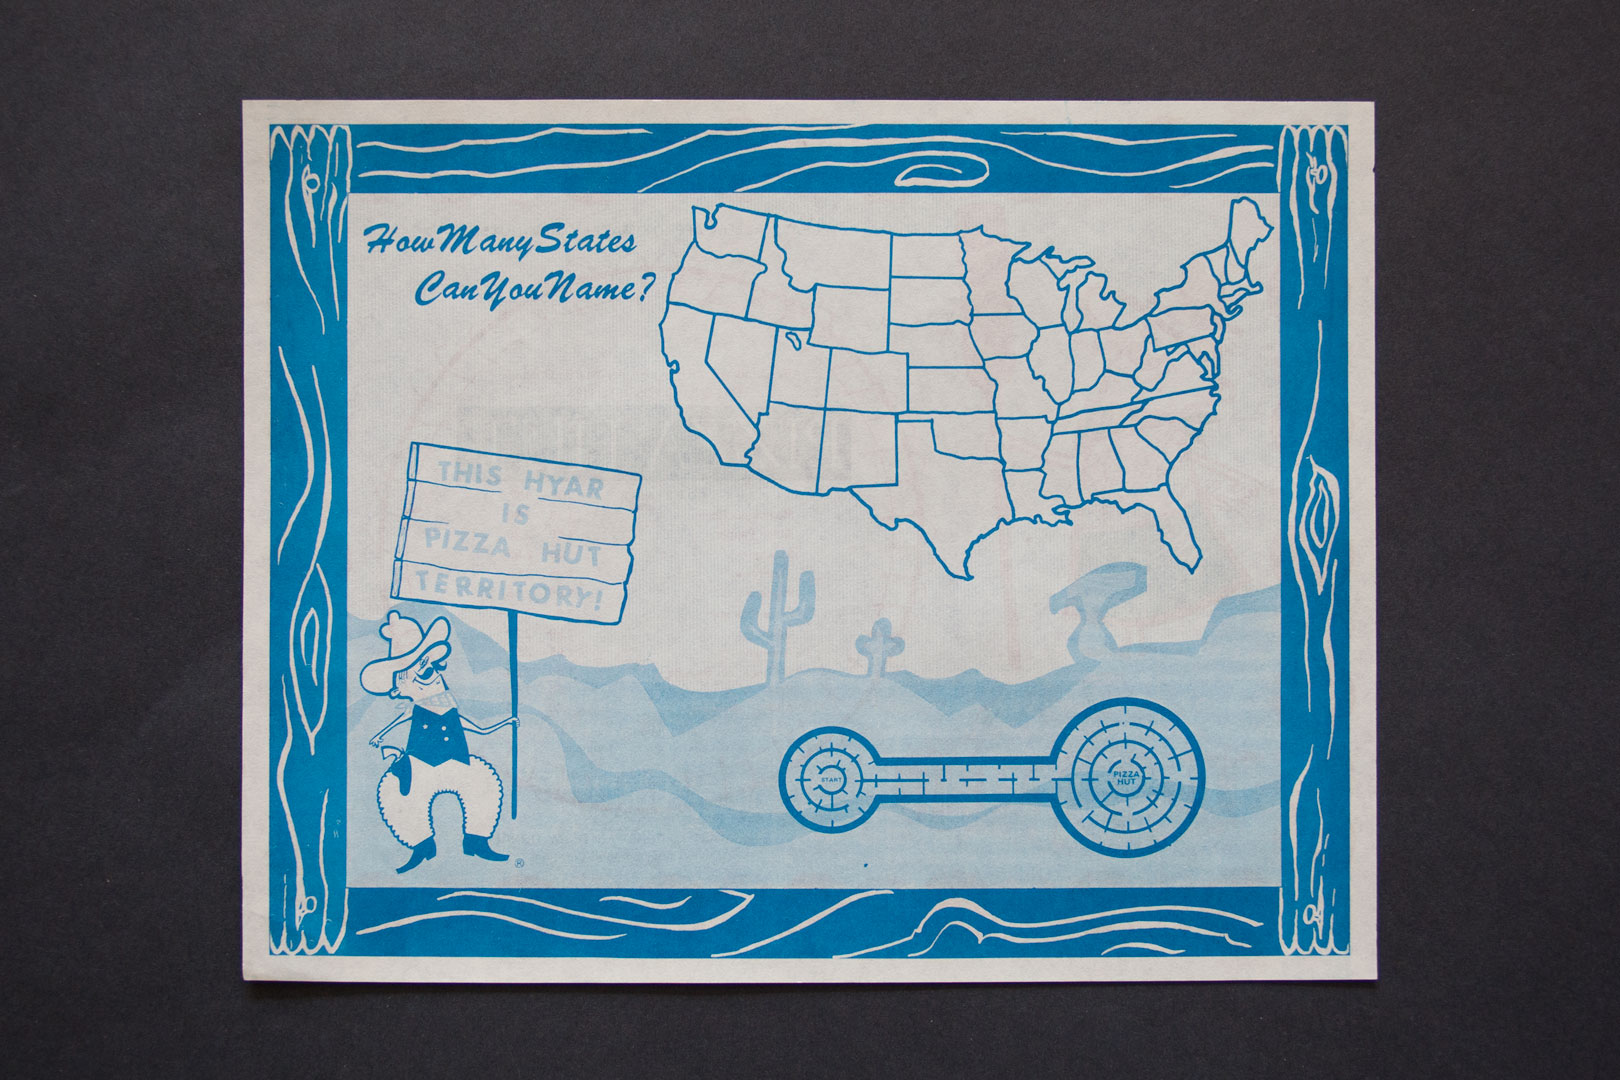 How Many States
Can You Name?
THIS HYAR
IS
PIZZA HUT
TERRITORY!
START
PIZZA
HUT
®